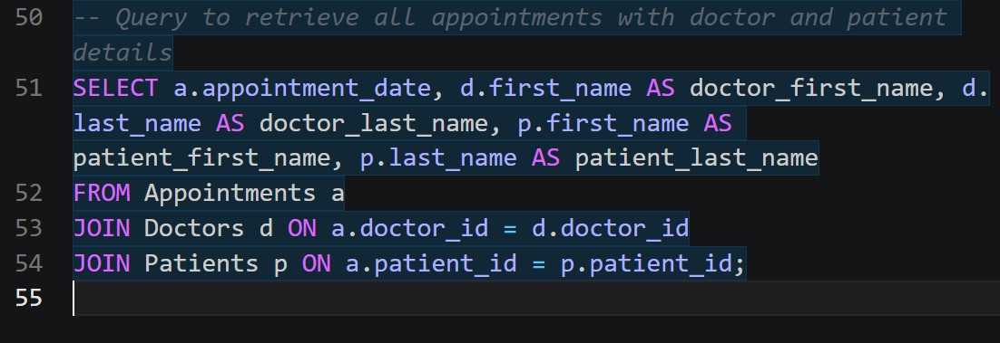 50 -- Query to retrieve all appointments with doctor and patient
details
51 SELECT a.appointment_date, d.first_name AS doctor_first_name, d.
last_name AS doctor_last_name, p.first_name AS
patient_first_name, p.last_name AS patient_last_name
52 FROM Appointments a
53 JOIN Doctors d ON a.doctor_id = d.doctor_id
54 JOIN Patients p ON a.patient_id = p.patient_id;
55